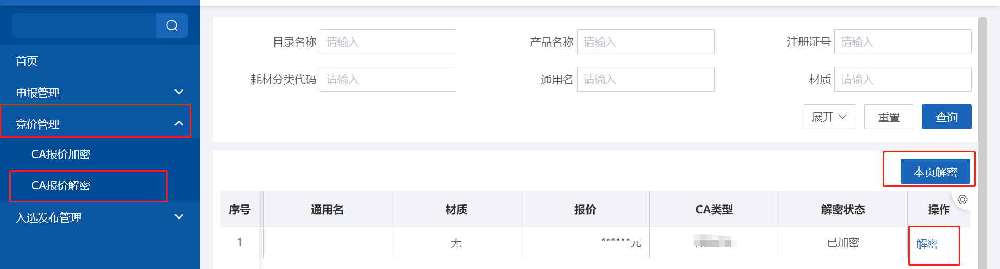 首页
申报管理
竞价管理
CA报价加密
CA报价解密
入选发布管理
目录名称 请输入 产品名称 请输入 注册证号 请输入
耗材分类代码 请输入 通用名 请输入 材质 请输入
展开 重置 查询
本页解密
序号 通用名 材质 报价 CA类型 解密状态 操作
1 无 ******元 已加密 解密